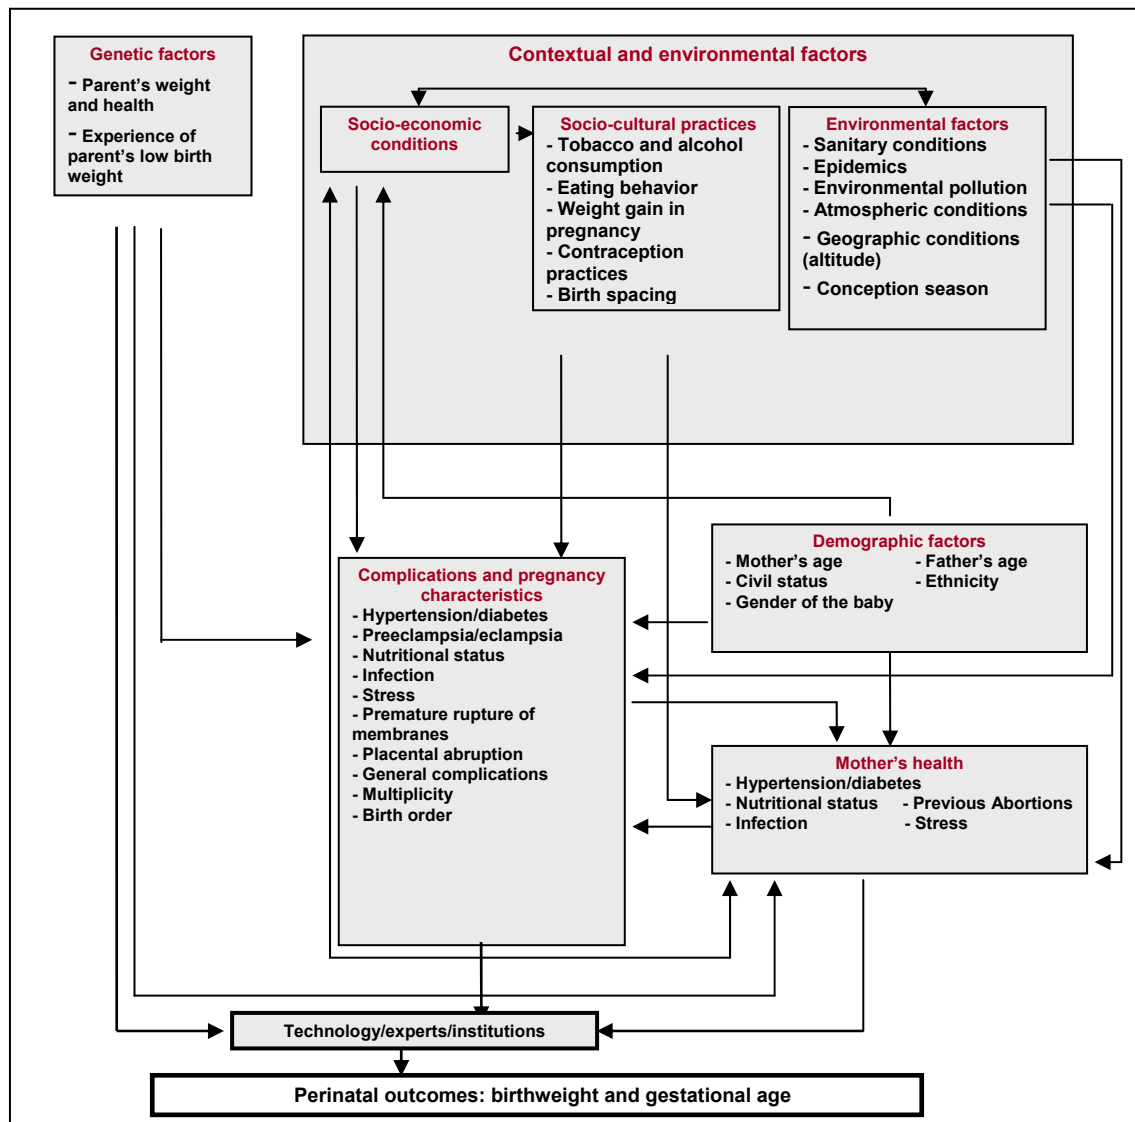 Genetic factors
- Parent's weight
and health
- Experience of
parent's low birth
weight
Contextual and environmental factors
Socio-economic
conditions
Socio-cultural practices
- Tobacco and alcohol
consumption
- Eating behavior
- Weight gain in
pregnancy
- Contraception
practices
- Birth spacing
Environmental factors
- Sanitary conditions
- Epidemics
- Environmental pollution
- Atmospheric conditions
- Geographic conditions
(altitude)
- Conception season
Demographic factors
- Mother's age - Father's age
- Civil status - Ethnicity
- Gender of the baby
Complications and pregnancy
characteristics
- Hypertension/diabetes
- Preeclampsia/eclampsia
- Nutritional status
- Infection
- Stress
- Premature rupture of
membranes
- Placental abruption
- General complications
- Multiplicity
- Birth order
Mother's health
- Hypertension/diabetes
- Nutritional status - Previous Abortions
- Infection - Stress
Technology/experts/institutions
Perinatal outcomes: birthweight and gestational age